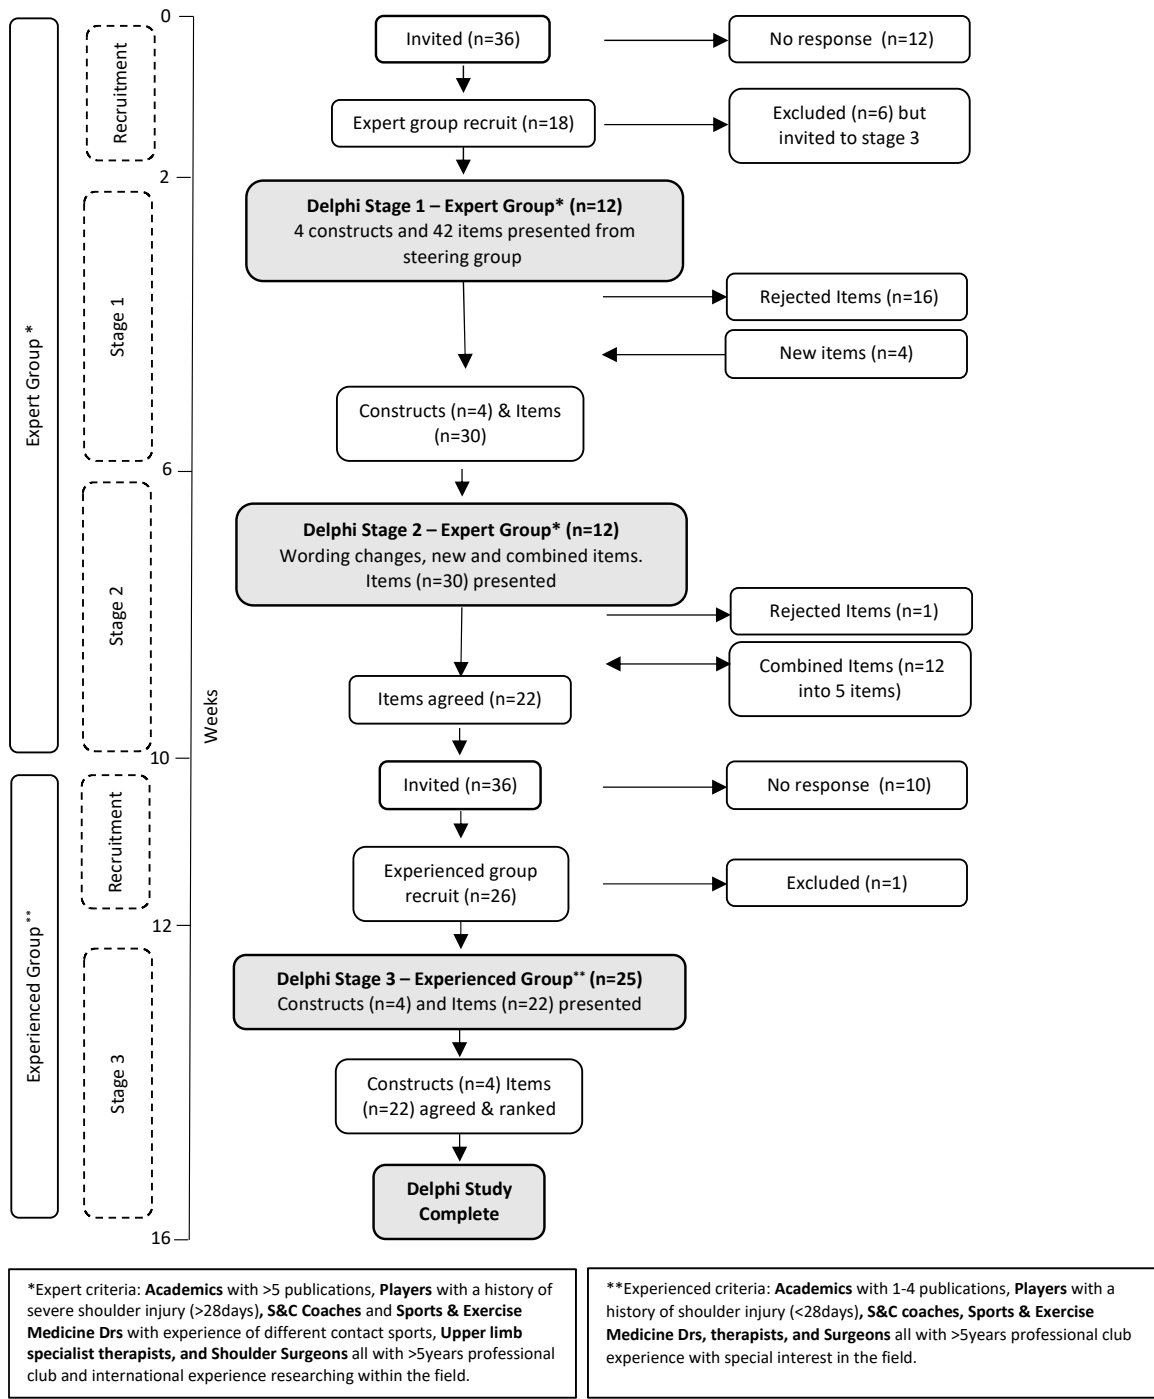 0
Invited (n=36)
No response  (n=12)
Recruitment
Expert group recruit (n=18)
Excluded (n=6) but
invited to stage 3
2
Delphi Stage 1 – Expert Group* (n=12)
4 constructs and 42 items presented from
steering group
Expert Group *
Stage 1
Rejected Items (n=16)
New items (n=4)
Constructs (n=4) & Items
(n=30)
6
Delphi Stage 2 – Expert Group* (n=12)
Wording changes, new and combined items.
Items (n=30) presented
Stage 2
Rejected Items (n=1)
Combined Items (n=12
into 5 items)
Items agreed (n=22)
Weeks
10
Invited (n=36)
No response  (n=10)
Recruitment
Experienced group
recruit (n=26)
Excluded (n=1)
12
Experienced Group **
Delphi Stage 3 – Experienced Group** (n=25)
Constructs (n=4) and Items (n=22) presented
Stage 3
Constructs (n=4) Items
(n=22) agreed & ranked
Delphi Study
Complete
16
*Expert criteria: Academics with >5 publications, Players with a history of
severe shoulder injury (>28days), S&C Coaches and Sports & Exercise
Medicine Drs with experience of different contact sports, Upper limb
specialist therapists, and Shoulder Surgeons all with >5years professional
club and international experience researching within the field.
**Experienced criteria: Academics with 1-4 publications, Players with a
history of shoulder injury (<28days), S&C coaches, Sports & Exercise
Medicine Drs, therapists, and Surgeons all with >5years professional club
experience with special interest in the field.